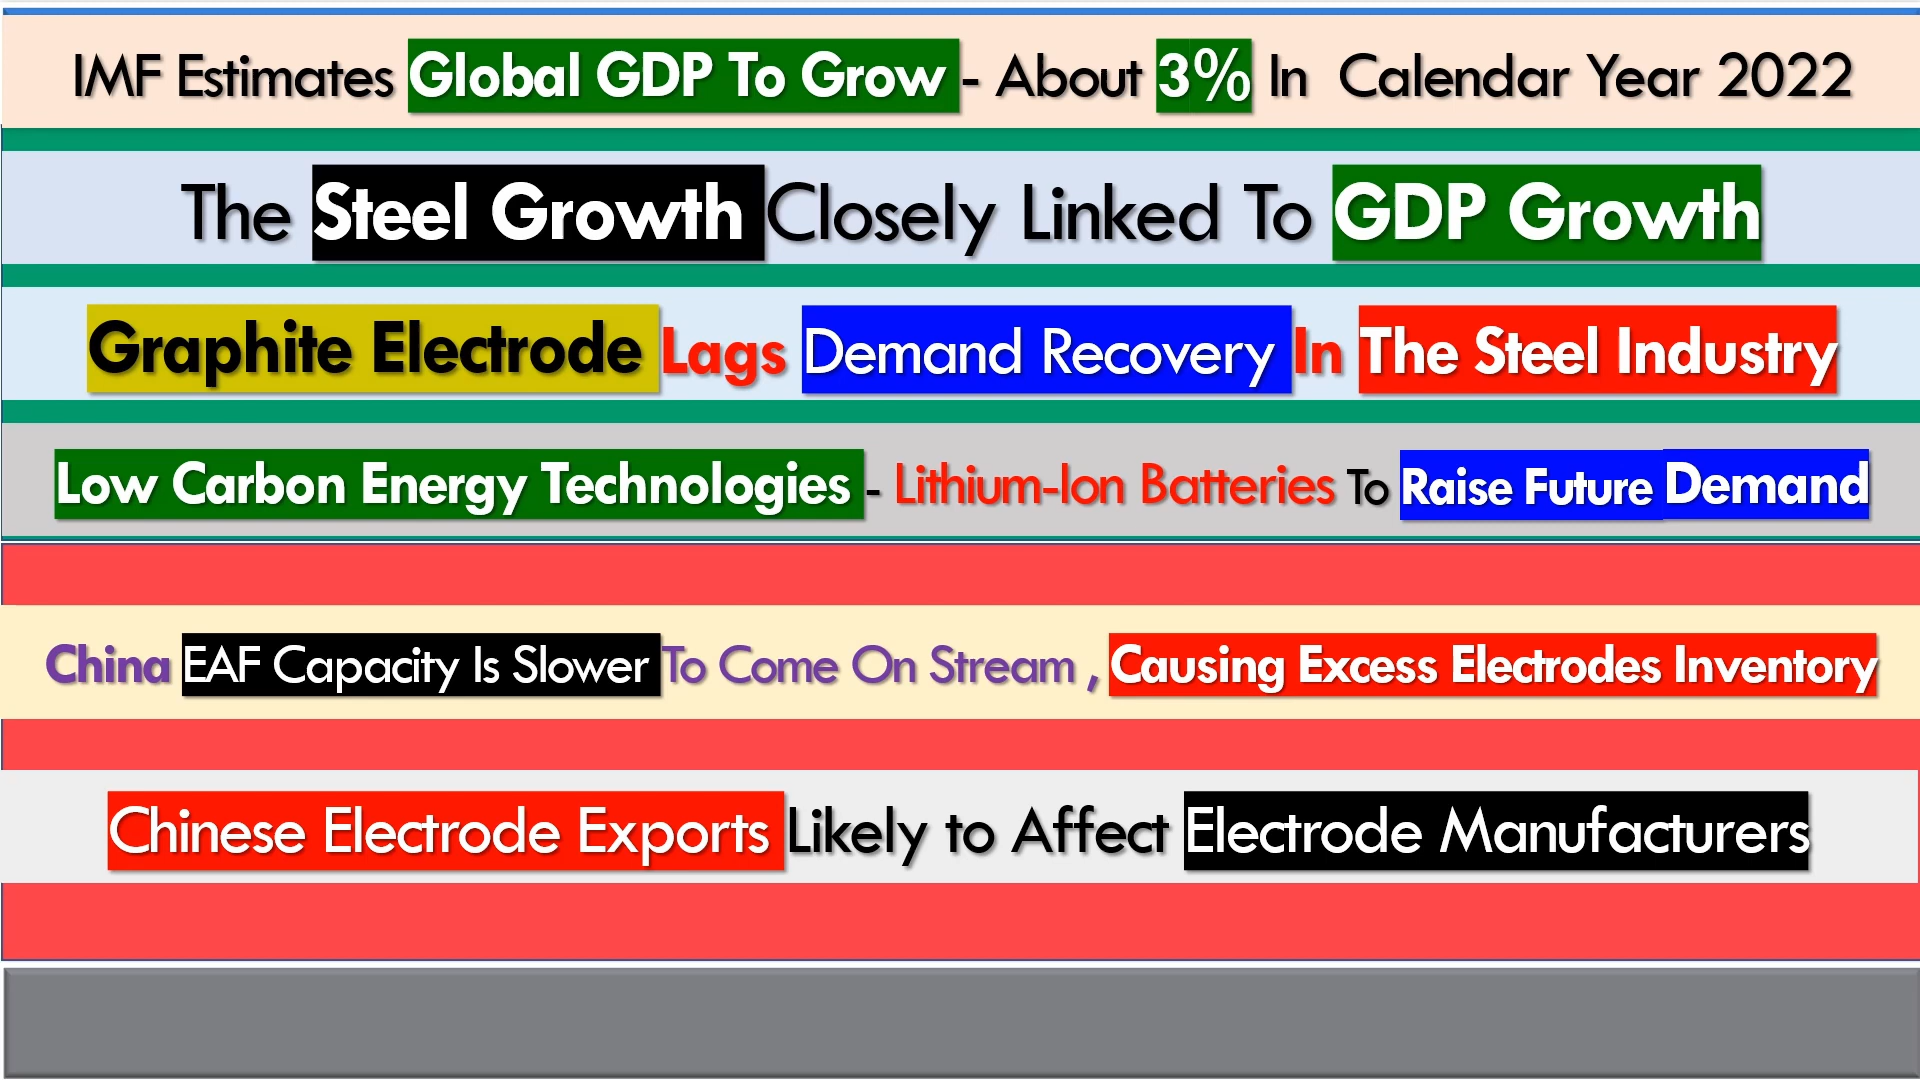 IMF Estimates Global GDP To Grow - About 3% In Calendar Year 2022
The Steel Growth Closely Linked To GDP Growth
Graphite Electrode Lags Demand Recovery In The Steel Industry
Low Carbon Energy Technologies - Lithium-Ion Batteries To Raise Future Demand
China EAF Capacity Is Slower To Come On Stream , Causing Excess Electrodes Inventory
Chinese Electrode Exports Likely to Affect Electrode Manufacturers